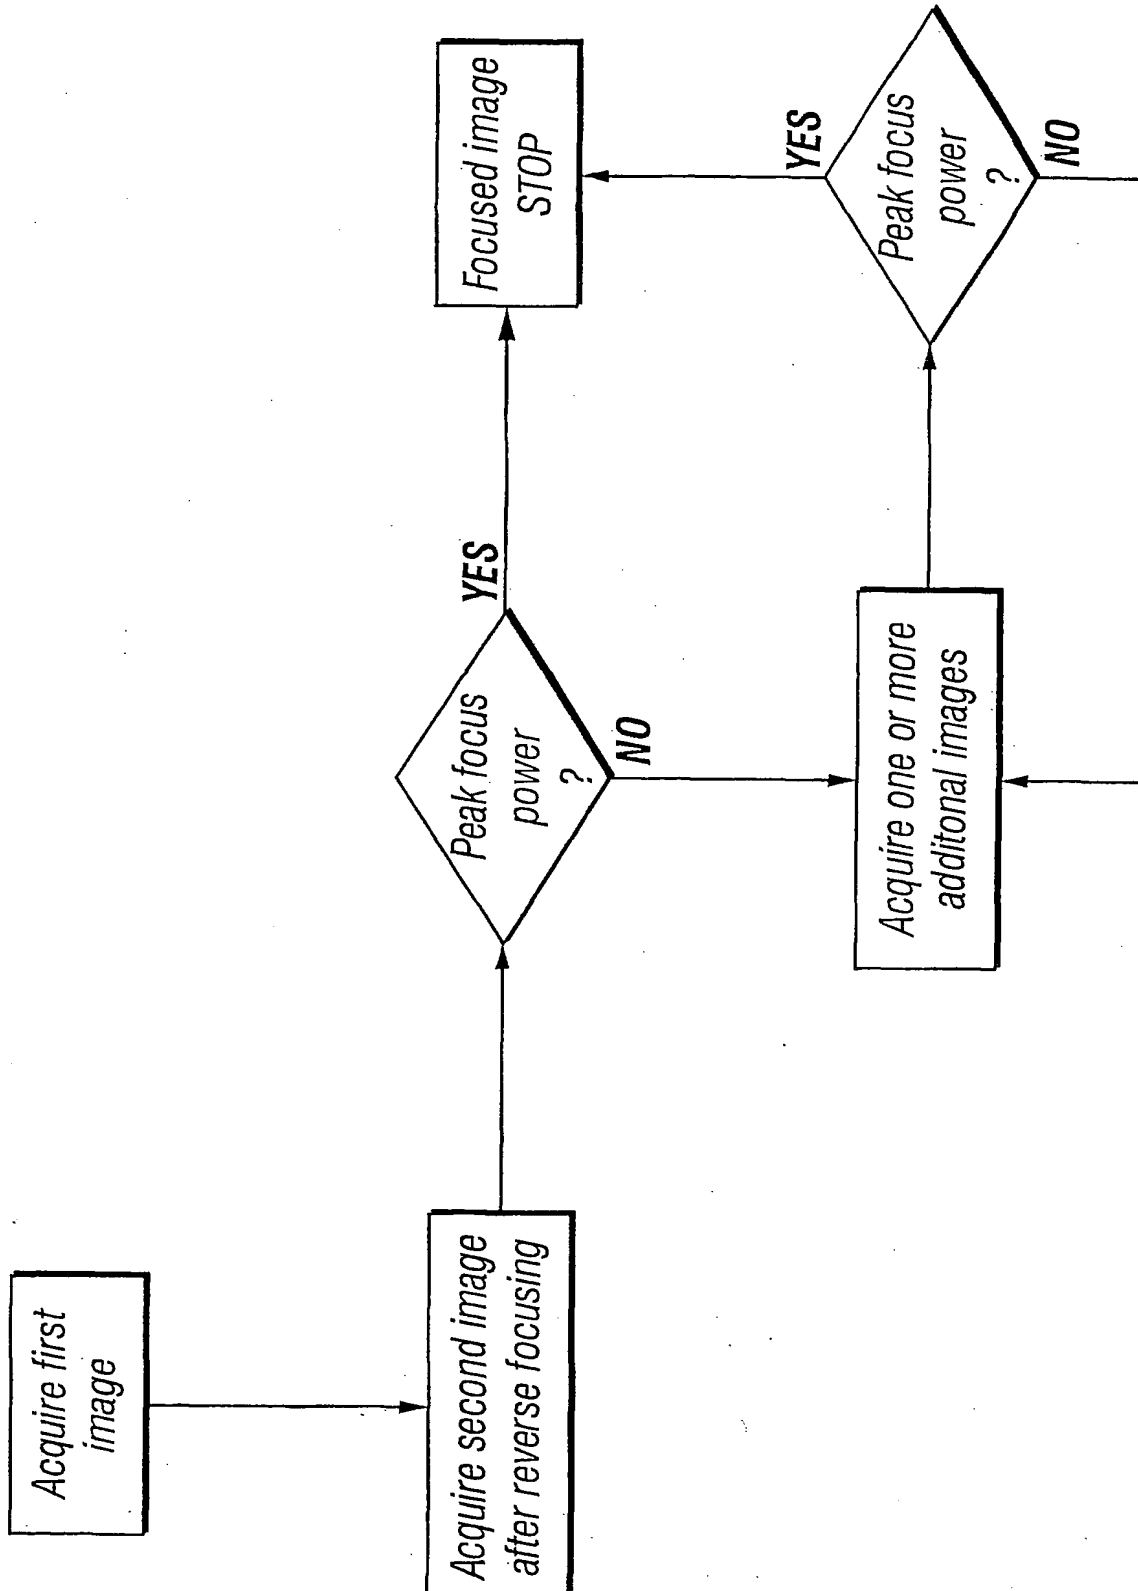 Acquire first
image
Acquire second image
after reverse focusing
Peak focus
power
?
YES
NO
Focused image
STOP
Acquire one or more
additonal images
Peak focus
power
?
YES
NO